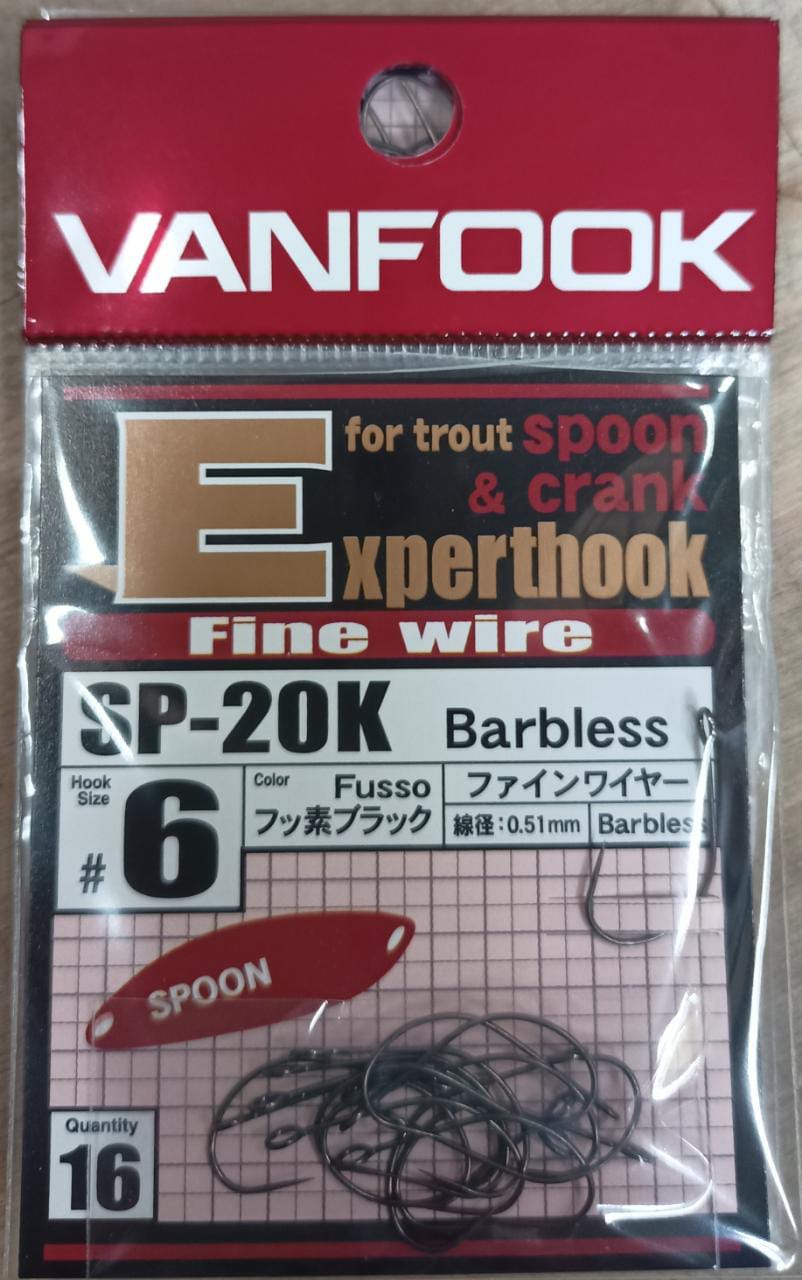 VANFOOK
for trout spoon
& crank
Experthook
Fine wire
SP-20K Barbless
Hook
Size
#6
Color Fusso
フッ素ブラック
ファインワイヤー
線径:0.51mm Barbless
SPOON
Quantity
16